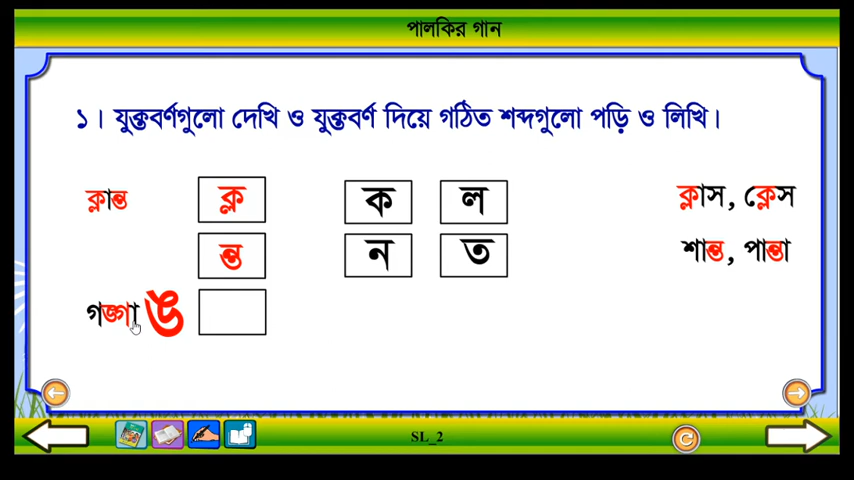 পালকির গান
১। যুক্তবর্ণগুলো দেখি ও যুক্তবর্ণ দিয়ে গঠিত শব্দগুলো পড়ি ও লিখি।
ক্লান্ত ক্ল ক ল ক্লাস, ক্লেস
ন্ত ন ত শান্ত, পান্তা
গঙ্গা ঙ
SL_2